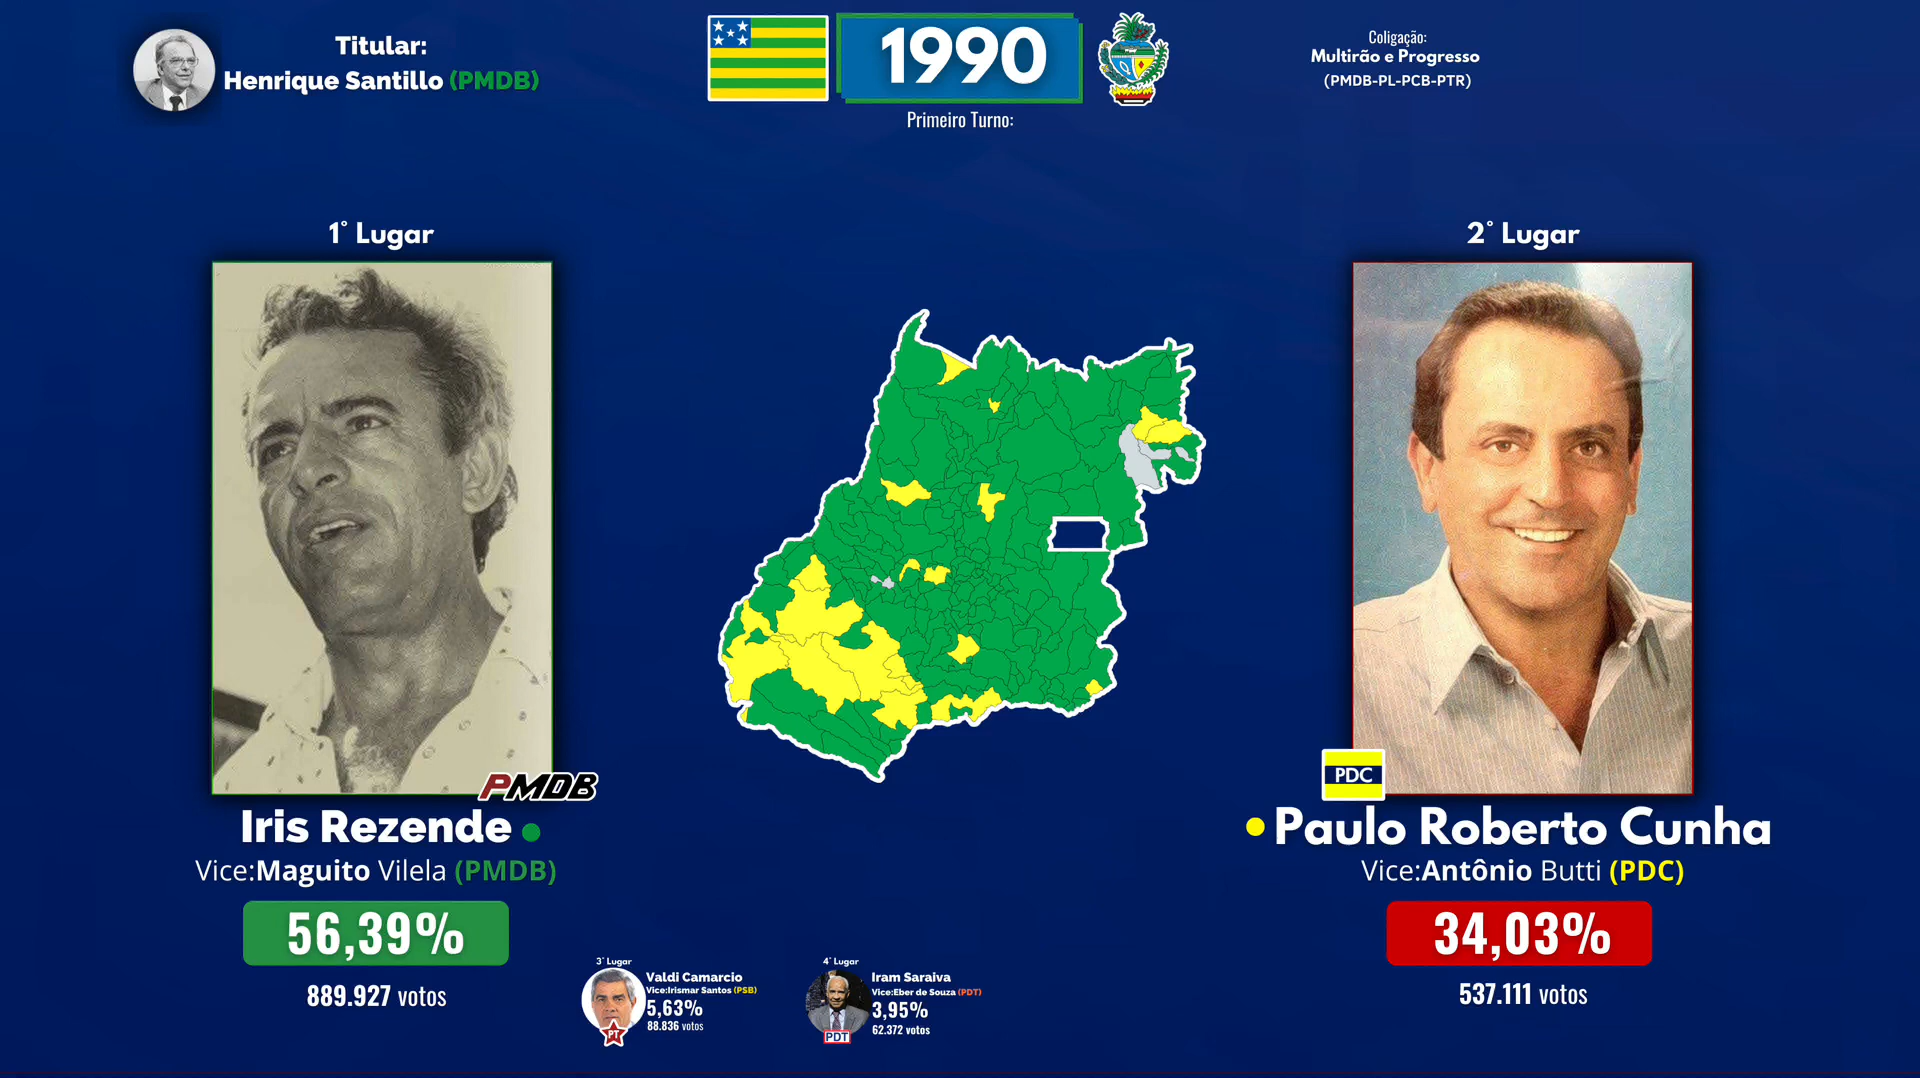 Titular:
Henrique Santillo (PMDB)
1990
Primeiro Turno:
Coligação:
Multirão e Progresso
(PMDB-PL-PCB-PTR)
1° Lugar
PMDB
Iris Rezende
Vice:Maguito Vilela (PMDB)
56,39%
889.927 votos
2° Lugar
PDC
Paulo Roberto Cunha
Vice:Antônio Butti (PDC)
34,03%
537.111 votos
3° Lugar
Valdi Camarcio
Vice:Irismar Santos (PSB)
5,63%
88.836 votos
PT
4° Lugar
Iram Saraiva
Vice:Eber de Souza (PDT)
3,95%
62.372 votos
PDT